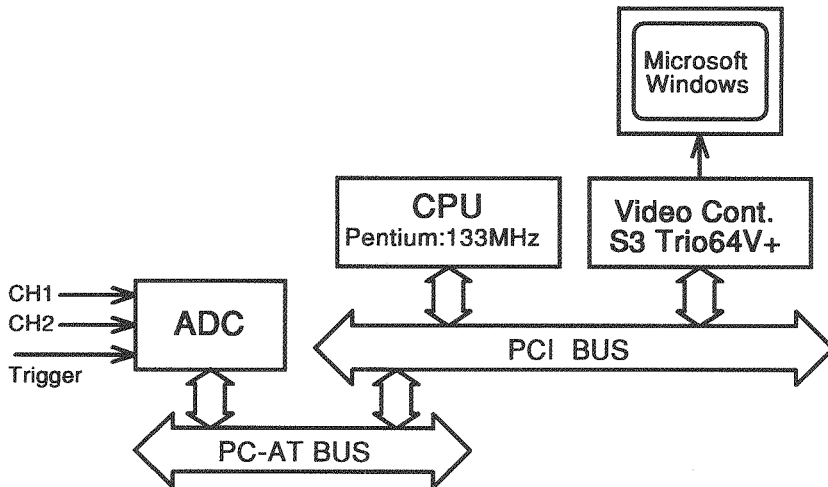 Microsoft
Windows
CPU
Pentium:133MHz
Video Cont.
S3 Trio64V+
CH1
CH2
Trigger
ADC
PCI BUS
PC-AT BUS